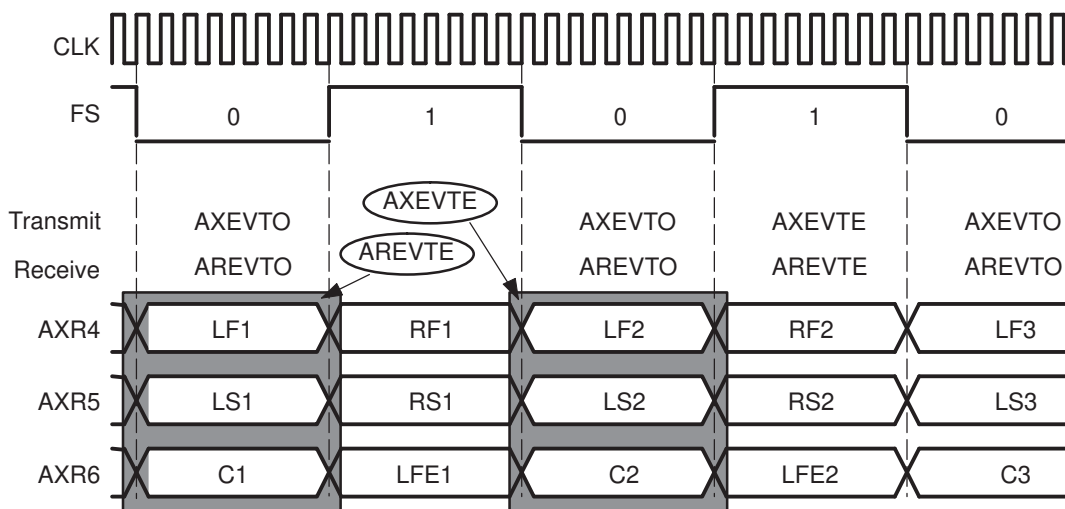 CLK
FS 0 1 0 1 0
AXEVTE
Transmit AXEVTO AXEVTO AXEVTE AXEVTO
AREVTE
Receive AREVTO AREVTO AREVTE AREVTO
AXR4 LF1 RF1 LF2 RF2 LF3
AXR5 LS1 RS1 LS2 RS2 LS3
AXR6 C1 LFE1 C2 LFE2 C3